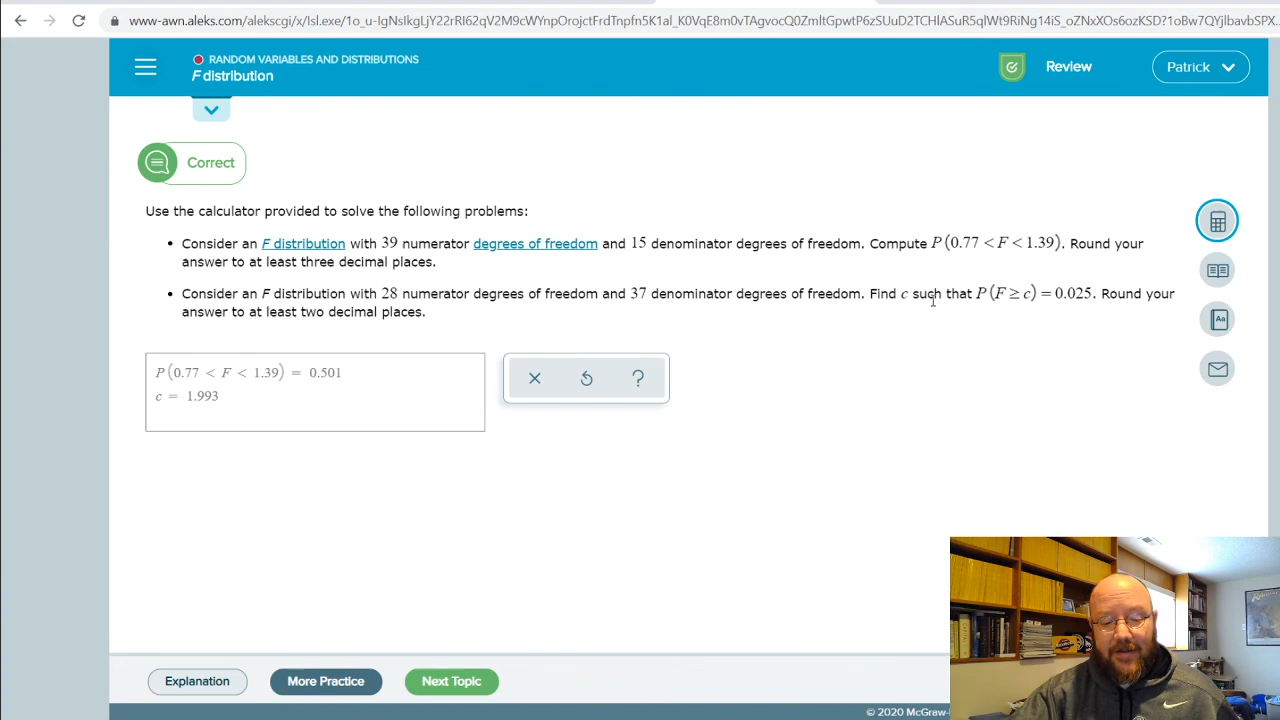 www-awn.aleks.com/alekscgi/x/Isl.exe/1o_u-IgNsIkgLjY22rRI62qV2M9cWYnpOrojctFrdTnpfn5K1al_K0VqE8m0vTAgvocQ0ZmltGpwtP6zSUuD2TCHlASuR5qlWt9RiNg14iS_oZNxXOs6ozKSD?1oBw7QYjlbavbSPX...
RANDOM VARIABLES AND DISTRIBUTIONS
F distribution
Review
Patrick
Correct
Use the calculator provided to solve the following problems:
• Consider an F distribution with 39 numerator degrees of freedom and 15 denominator degrees of freedom. Compute P(0.77 < F < 1.39). Round your
answer to at least three decimal places.
• Consider an F distribution with 28 numerator degrees of freedom and 37 denominator degrees of freedom. Find c such that P(F ≥ c) = 0.025. Round your
answer to at least two decimal places.
P(0.77 < F < 1.39) = 0.501
c = 1.993
?
Aa
Explanation
More Practice
Next Topic
© 2020 McGraw-